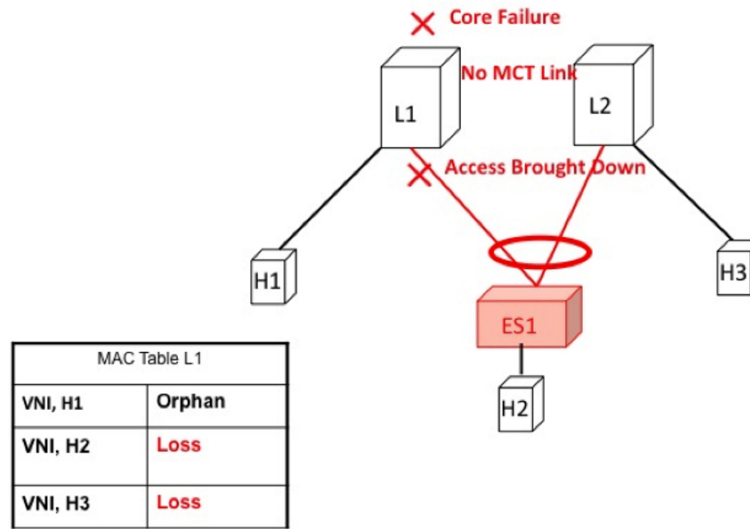 Core Failure
No MCT Link
L1
L2
Access Brought Down
H1
H3
ES1
H2
MAC Table L1
VNI, H1 Orphan
VNI, H2 Loss
VNI, H3 Loss